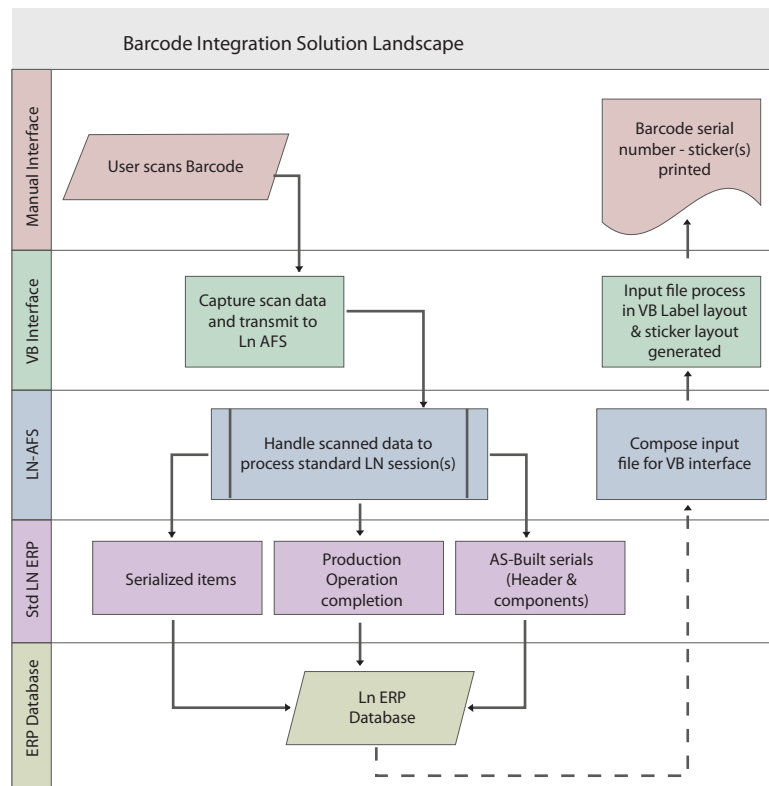 Barcode Integration Solution Landscape
Manual Interface
User scans Barcode
Barcode serial
number - sticker(s)
printed
VB Interface
Capture scan data
and transmit to
Ln AFS
Input file process
in VB Label layout
& sticker layout
generated
LN-AFS
Handle scanned data to
process standard LN session(s)
Compose input
file for VB interface
Std LN ERP
Serialized items
Production
Operation
completion
AS-Built serials
(Header &
components)
ERP Database
Ln ERP
Database